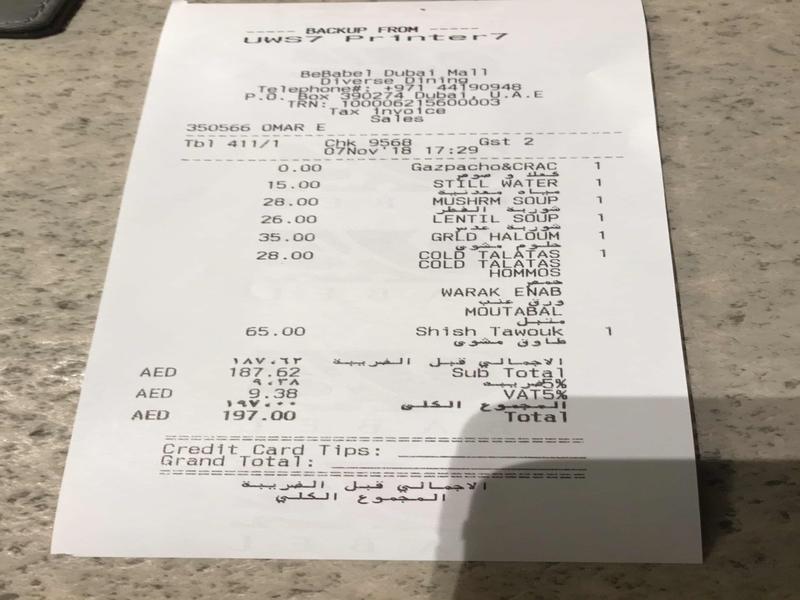 ----- BACKUP FROM -----
UWS7 Printer7
BeBabel Dubai Mall
Diverse Dining
Telephone#: +971 44190948
P.O. Box 390274 Dubai, U.A.E
TRN: 100006215600003
Tax invoice
Sales
350566 OMAR E
Tbl 411/1 Chk 9568 Gst 2
07Nov'18 17:29
0.00 Gazpacho&CRAC 1
كعك و صوص
15.00 STILL WATER 1
مياه معدنية
28.00 MUSHRM SOUP 1
شوربة الفطر
26.00 LENTIL SOUP 1
شوربة عدس
35.00 GRLD HALOUM 1
حلوم مشوي
28.00 COLD TALATAS 1
COLD TALATAS
HOMMOS
حمص
WARAK ENAB
ورق عنب
MOUTABAL
متبل
65.00 Shish Tawouk 1
طاووق مشوي
١٨٧.٦٢ الاجمالي قبل الضريبة
AED 187.62 Sub Total
٩.٣٨ ضريبة 5%
AED 9.38 VAT5%
١٩٧.٠٠ المجموع الكلي
AED 197.00 Total
Credit Card Tips:
Grand Total:
الاجمالي قبل الضريبة
المجموع الكلي